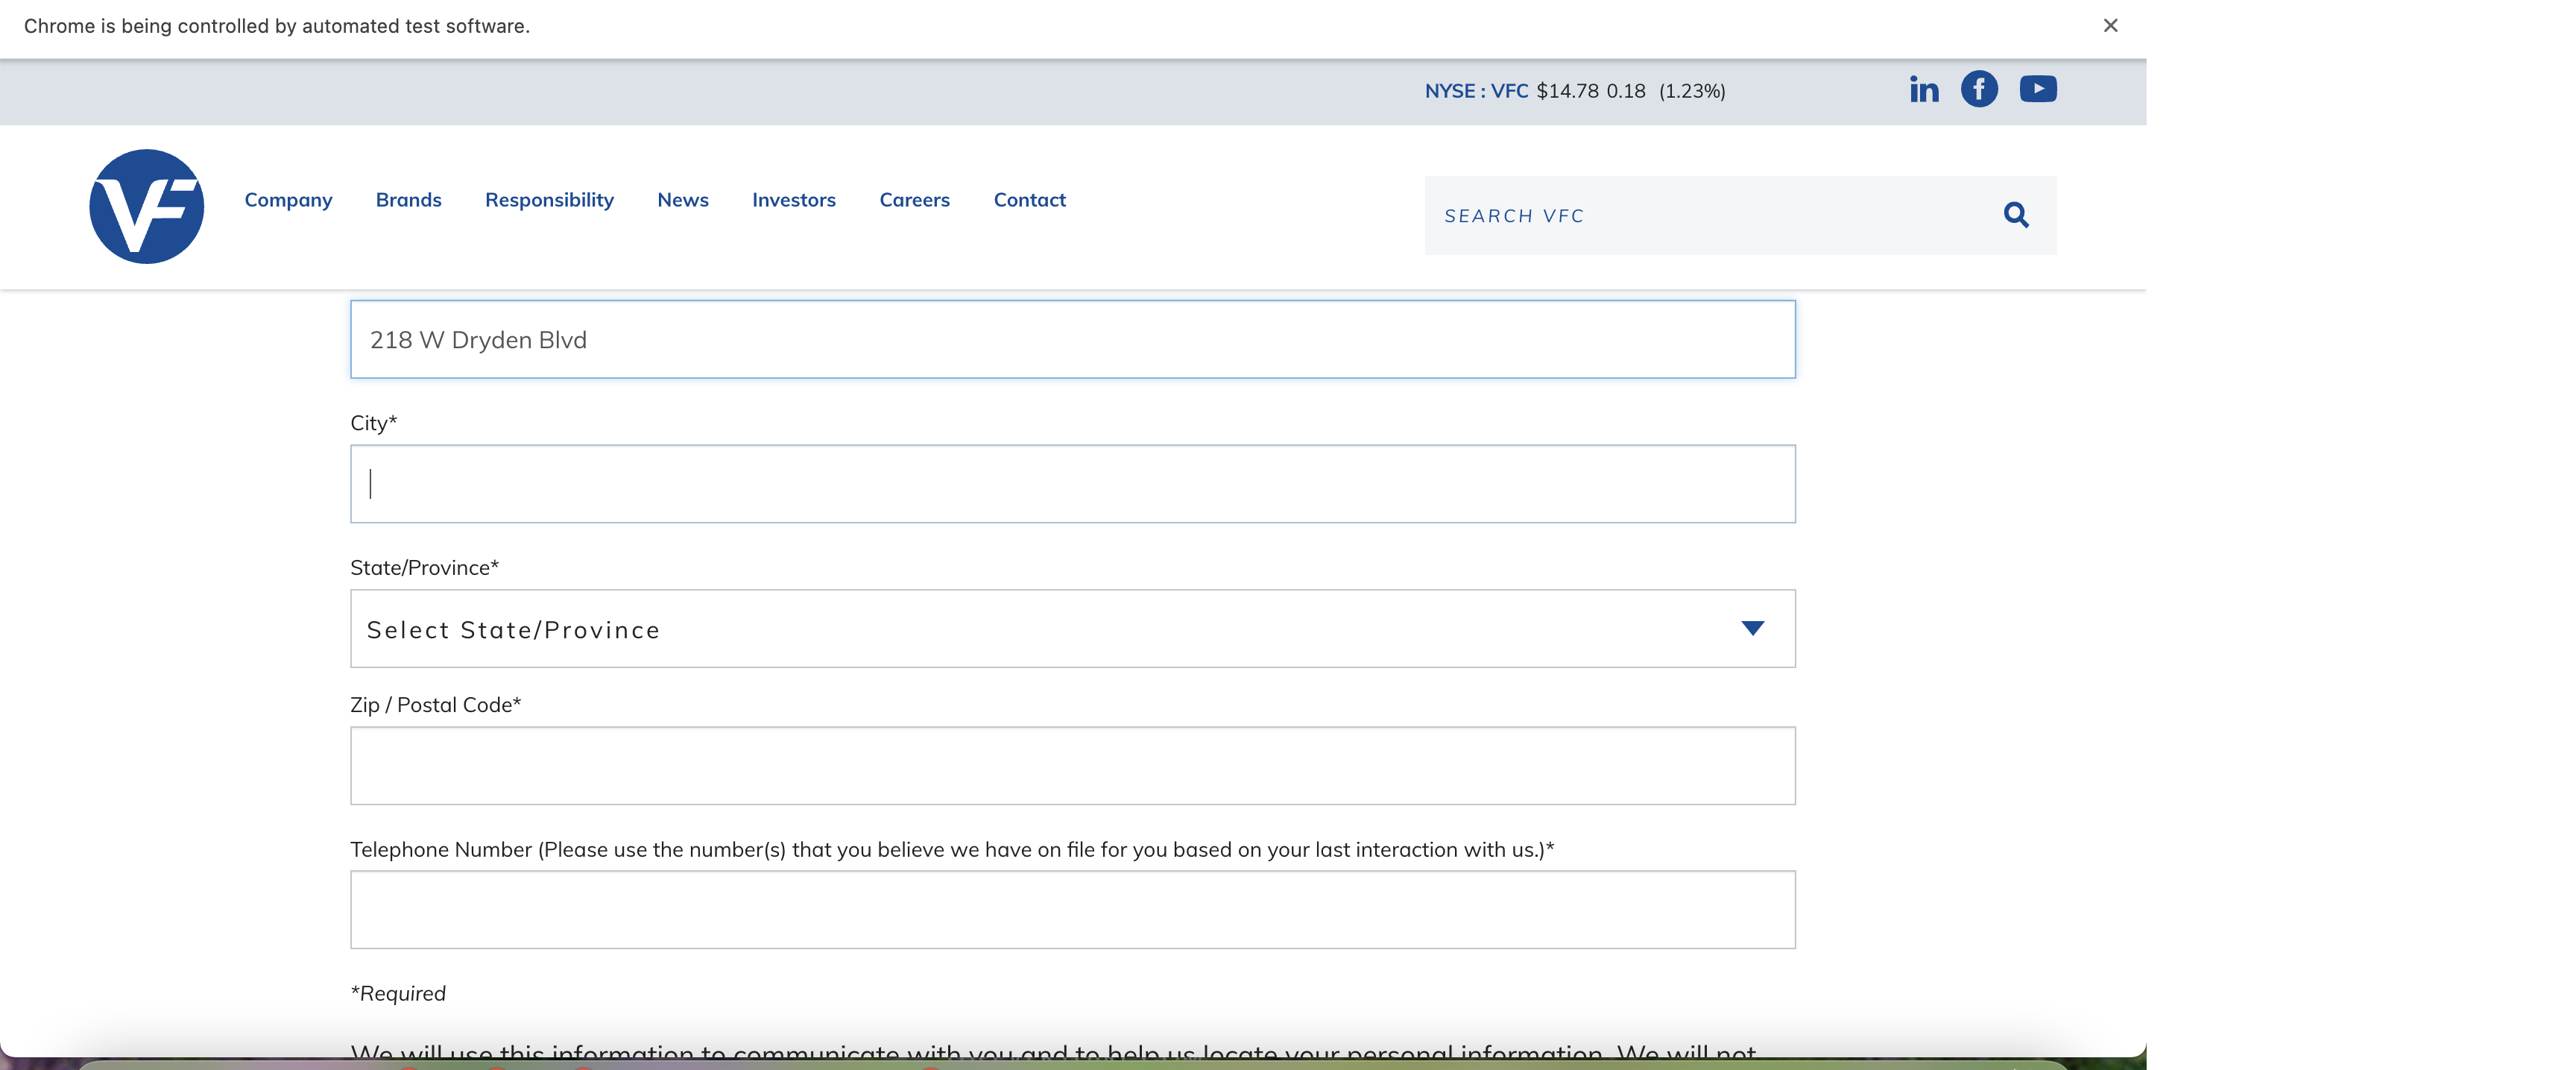 Chrome is being controlled by automated test software.
NYSE : VFC $14.78 0.18 (1.23%)
VF Company Brands Responsibility News Investors Careers Contact
SEARCH VFC
218 W Dryden Blvd
City*
State/Province*
Select State/Province
Zip / Postal Code*
Telephone Number (Please use the number(s) that you believe we have on file for you based on your last interaction with us.)*
*Required
We will use this information to communicate with you and to help us locate your personal information. We will not